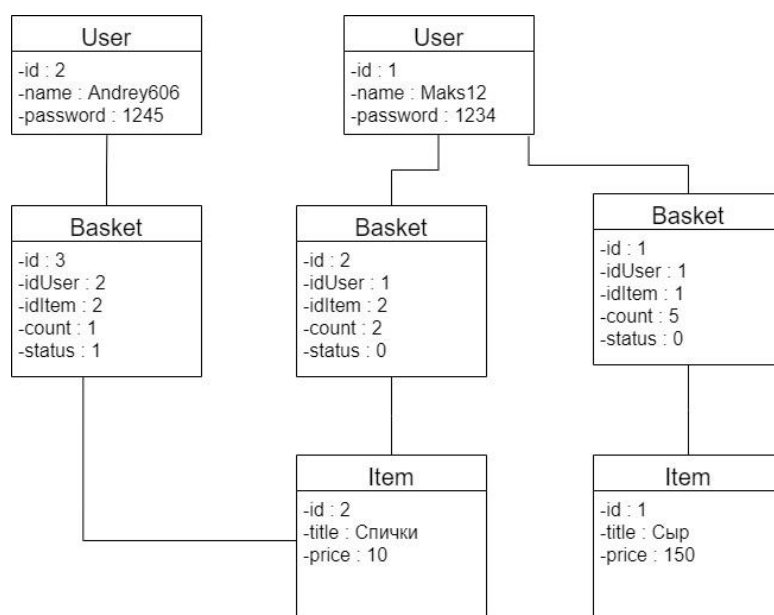 User
-id : 2
-name : Andrey606
-password : 1245
User
-id : 1
-name : Maks12
-password : 1234
Basket
-id : 3
-idUser : 2
-idItem : 2
-count : 1
-status : 1
Basket
-id : 2
-idUser : 1
-idItem : 2
-count : 2
-status : 0
Basket
-id : 1
-idUser : 1
-idItem : 1
-count : 5
-status : 0
Item
-id : 2
-title : Спички
-price : 10
Item
-id : 1
-title : Сыр
-price : 150